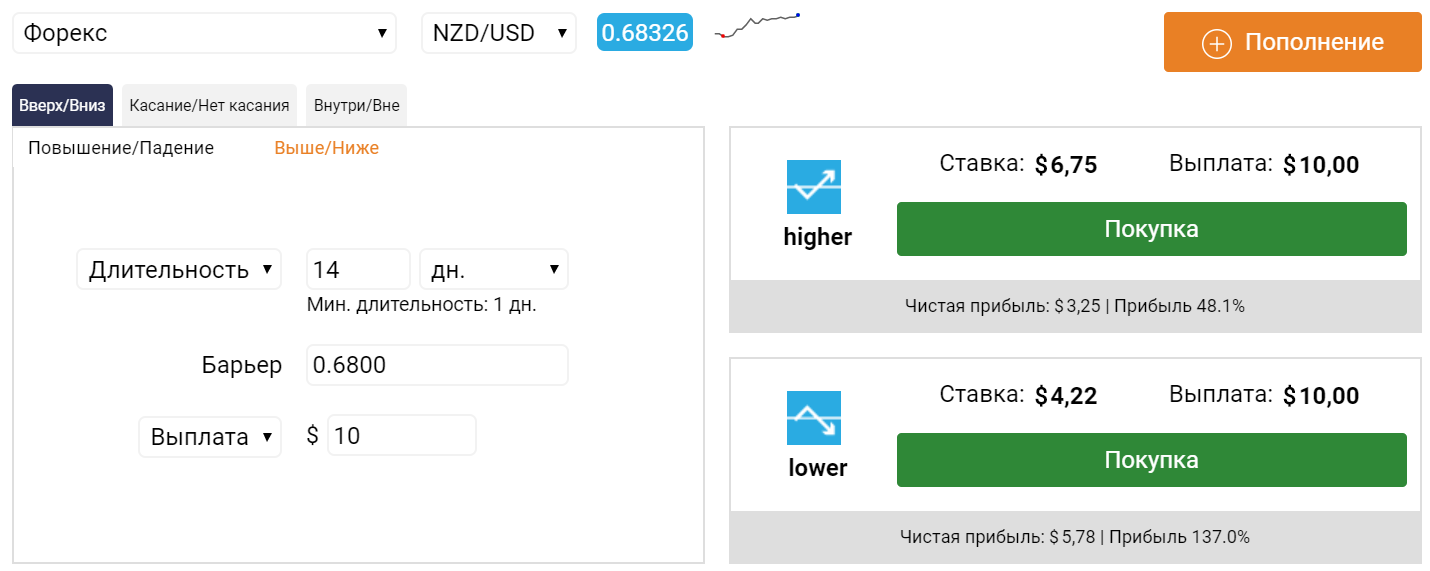 Форекс
NZD/USD
0.68326
Пополнение
Вверх/Вниз
Касание/Нет касания
Внутри/Вне
Повышение/Падение
Выше/Ниже
Длительность
14
дн.
Мин. длительность: 1 дн.
Барьер
0.6800
Выплата
$
10
higher
Ставка: $6,75
Выплата: $10,00
Покупка
Чистая прибыль: $3,25 | Прибыль 48.1%
lower
Ставка: $4,22
Выплата: $10,00
Покупка
Чистая прибыль: $5,78 | Прибыль 137.0%